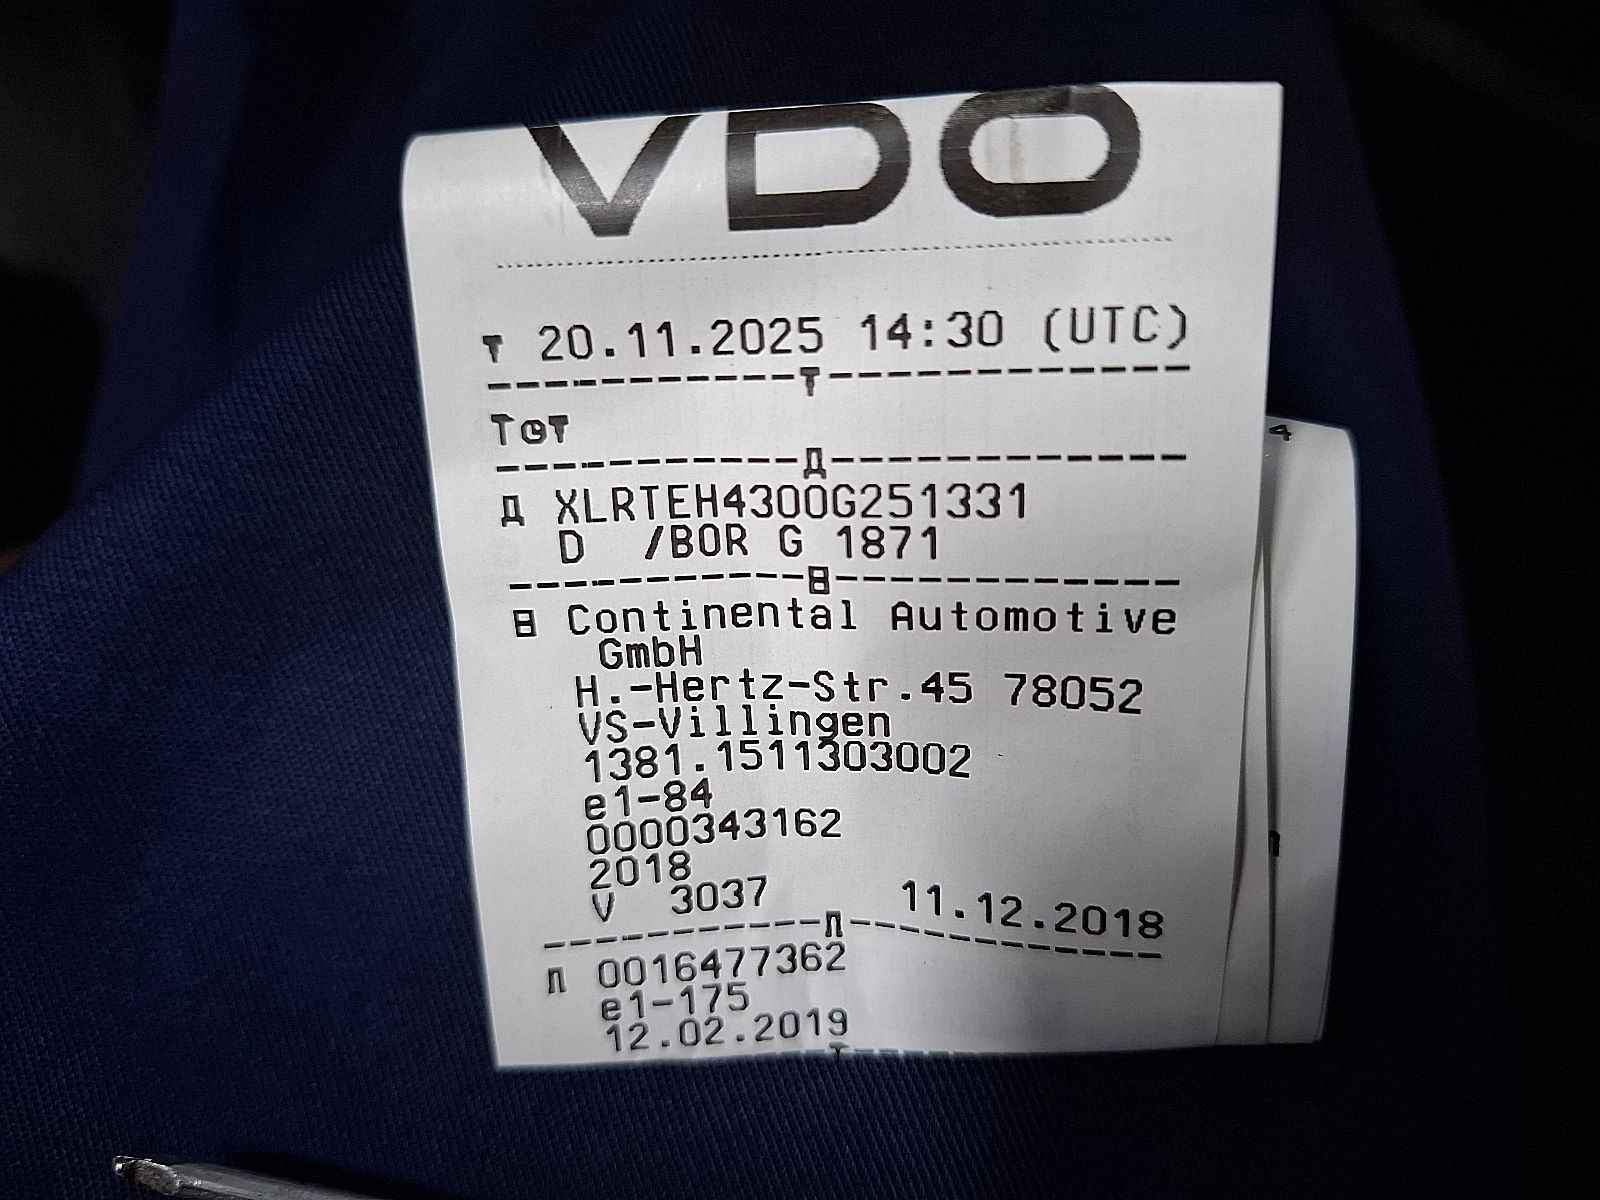 VDO
20.11.2025 14:30 (UTC)
XLRTEH4300G251331
D /BOR G 1871
Continental Automotive
GmbH
H.-Hertz-Str.45 78052
VS-Villingen
1381.1511303002
e1-84
0000343162
2018
V 3037 11.12.2018
0016477362
e1-175
12.02.2019
4